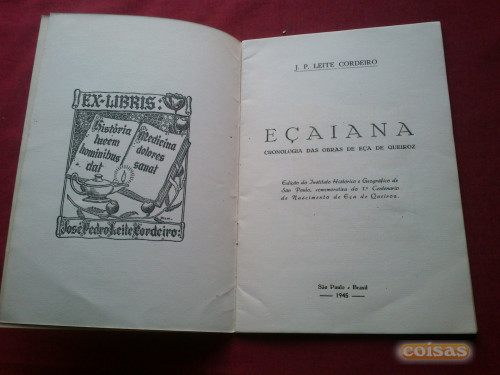 EX-LIBRIS:
História
lucem
hominibus
dat
Medicina
dolores
sanat
José Pedro Leite Cordeiro:
J. P. LEITE CORDEIRO
EÇAIANA
CRONOLOGIA DAS OBRAS DE EÇA DE QUEIROZ
Edição do Instituto Histórico e Geográfico de
São Paulo, comemorativa do 1.º Centenário
do Nascimento de Eça de Queiroz.
São Paulo - Brasil
— 1945 —
coisas